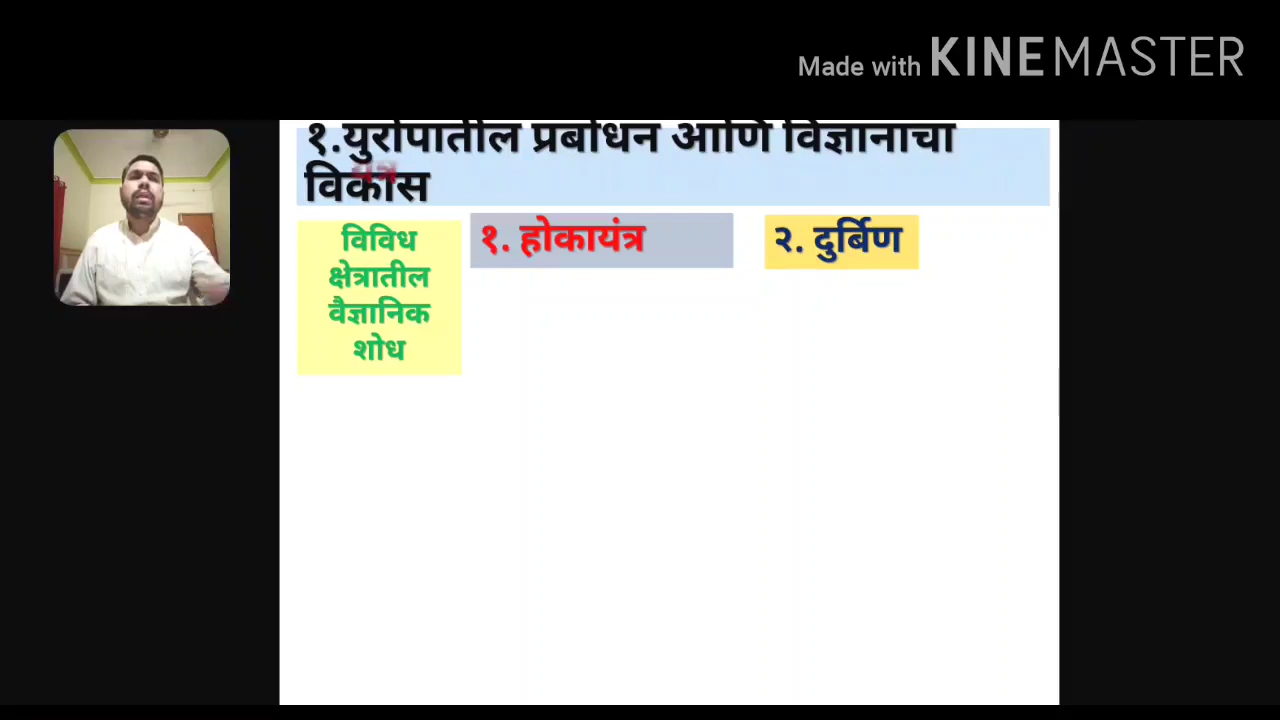 Made with KINEMASTER
१.युरोपातील प्रबोधन आणि विज्ञानाचा
विकास
विविध
क्षेत्रातील
वैज्ञानिक
शोध
१. होकायंत्र
२. दुर्बिण